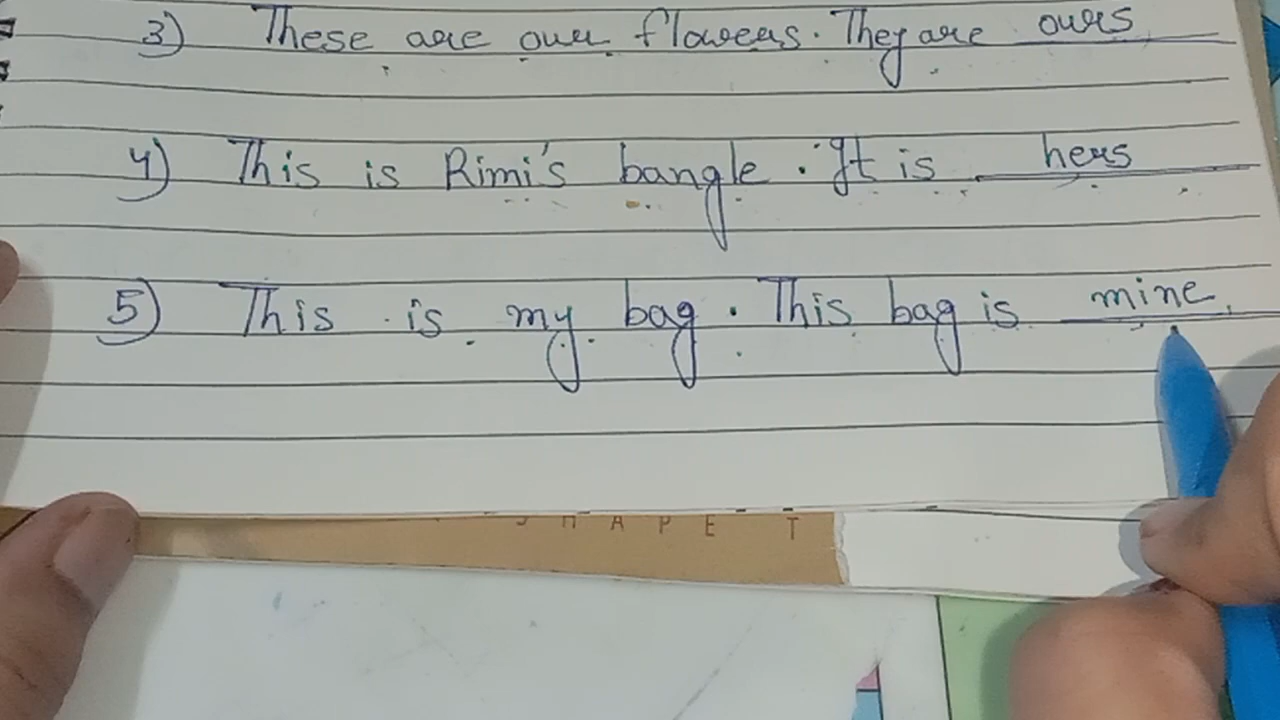 3) These are our flowers. They are ours
4) This is Rimi's bangle. It is hers
5) This is my bag. This bag is mine.
S H A P E T